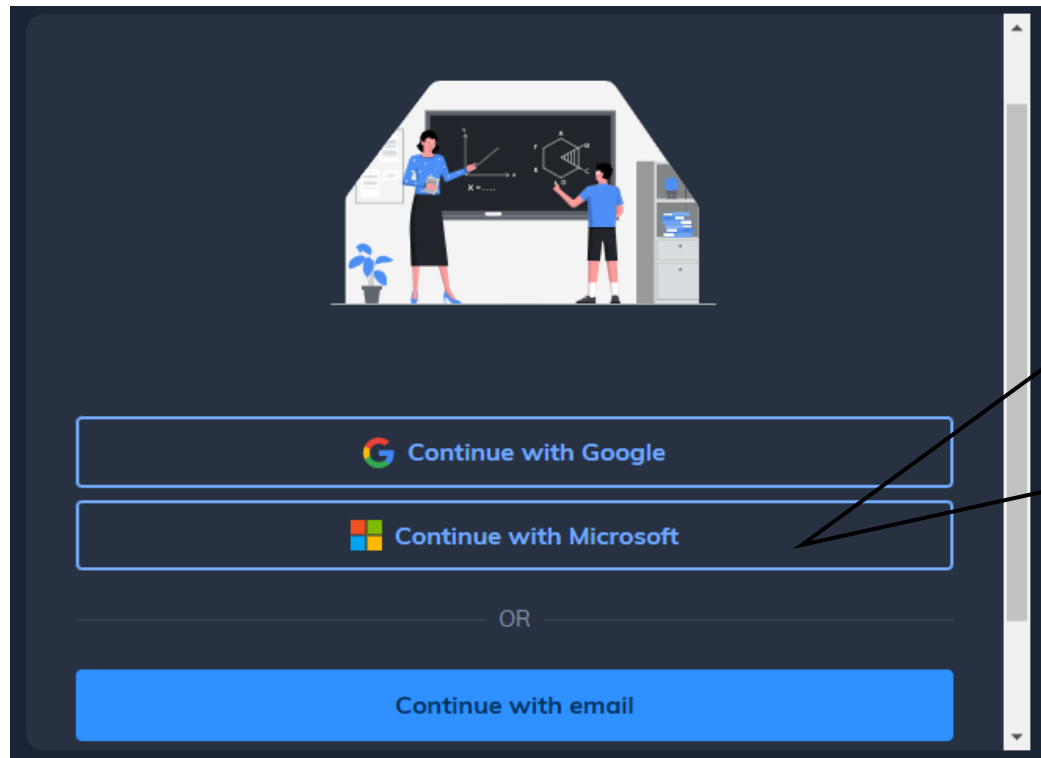 X = ....
Continue with Google
Continue with Microsoft
OR
Continue with email